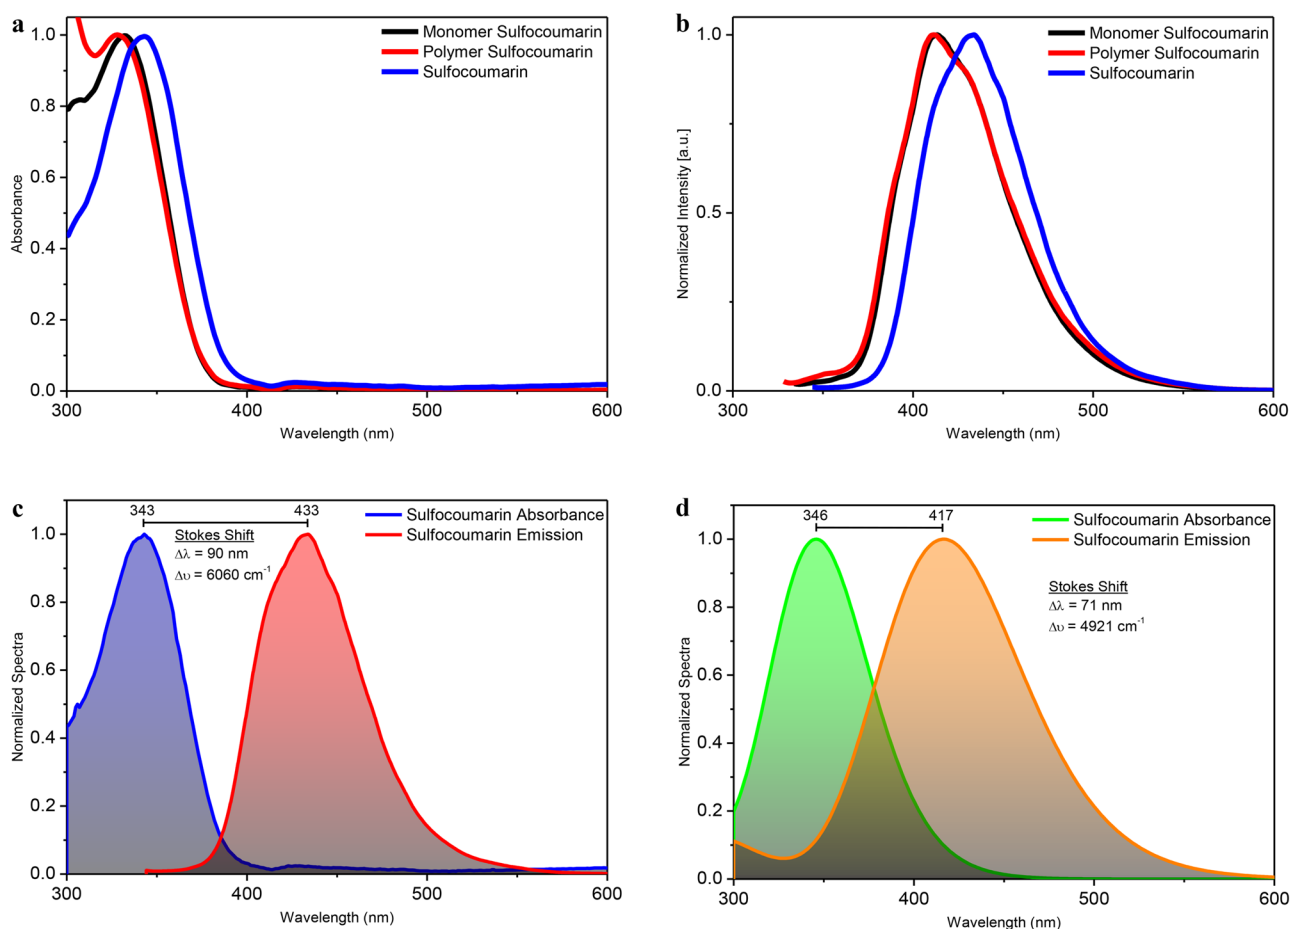 a
Monomer Sulfocoumarin
Polymer Sulfocoumarin
Sulfocoumarin
1.0
0.8
0.6
0.4
0.2
0.0
Absorbance
300
400
500
600
Wavelength (nm)
b
Monomer Sulfocoumarin
Polymer Sulfocoumarin
Sulfocoumarin
1.0
0.5
0.0
Normalized Intensity [a.u.]
300
400
500
600
Wavelength (nm)
c
343
433
Sulfocoumarin Absorbance
Sulfocoumarin Emission
Stokes Shift
Δλ = 90 nm
Δυ = 6060 cm⁻¹
1.0
0.8
0.6
0.4
0.2
0.0
Normalized Spectra
300
400
500
600
Wavelength (nm)
d
346
417
Sulfocoumarin Absorbance
Sulfocoumarin Emission
Stokes Shift
Δλ = 71 nm
Δυ = 4921 cm⁻¹
1.0
0.8
0.6
0.4
0.2
0.0
Normalized Spectra
300
400
500
600
Wavelength (nm)